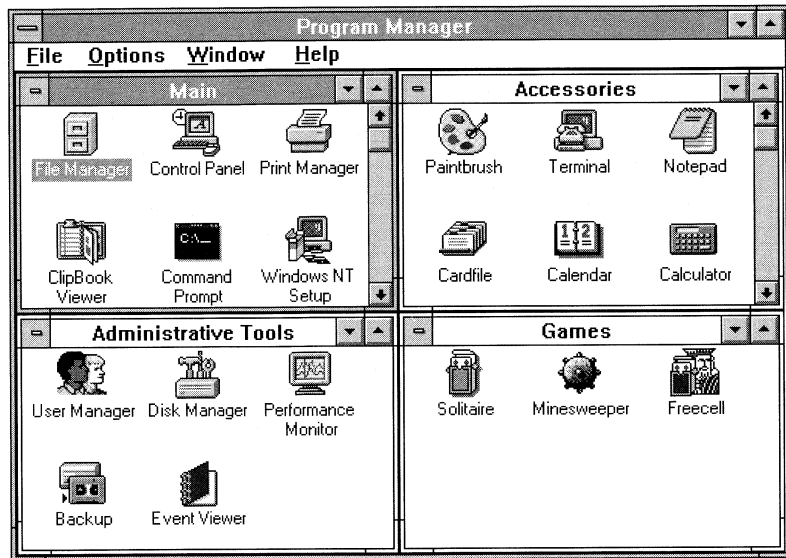 Program Manager
File Options Window Help
Main
File Manager Control Panel Print Manager
C:\_
ClipBook Viewer
Command Prompt
Windows NT Setup
Accessories
Paintbrush Terminal Notepad
12
Cardfile Calendar Calculator
Administrative Tools
User Manager Disk Manager Performance Monitor
Backup Event Viewer
Games
Solitaire Minesweeper Freecell